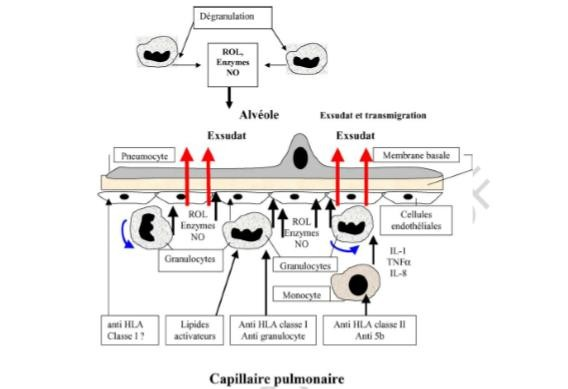 Dégranulation
ROL,
Enzymes
NO
Alvéole
Exsudat et transmigration
Exsudat
Exsudat
Pneumocyte
Membrane basale
ROL
Enzymes
NO
ROL
Enzymes
NO
Cellules
endothéliales
Granulocytes
Granulocytes
IL-1
TNFα
IL-8
Monocyte
anti HLA
Classe I ?
Lipides
activateurs
Anti HLA classe I
Anti granulocyte
Anti HLA classe II
Anti 5b
Capillaire pulmonaire